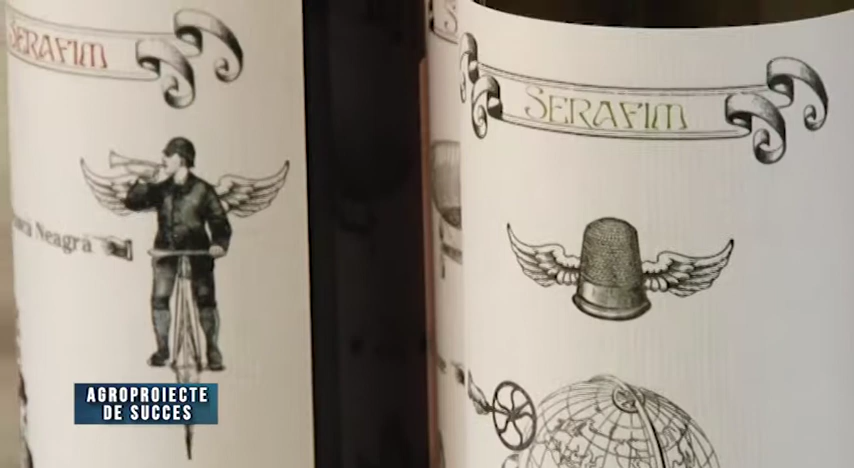 SERAFIM
SERAFIM
Neagră
AGROPROIECTE
DE SUCCES